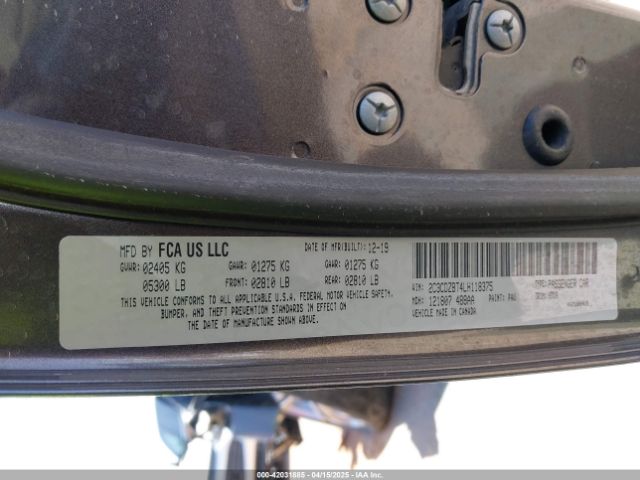 MFD BY FCA US LLC DATE OF MFR(BUILT): 12-19
GVWR: 02405 KG GAWR: 01275 KG GAWR: 01275 KG
05300 LB FRONT: 02810 LB REAR: 02810 LB
THIS VEHICLE CONFORMS TO ALL APPLICABLE U.S.A. FEDERAL MOTOR VEHICLE SAFETY,
BUMPER, AND THEFT PREVENTION STANDARDS IN EFFECT ON
THE DATE OF MANUFACTURE SHOWN ABOVE.
VIN: 2C3CDZBT4LH118375 TYPE: PASSENGER CAR
MDH: 121807 488AA PAINT: PAU
VEHICLE MADE IN CANADA
000-42031885 - 04/15/2025 - IAA Inc.